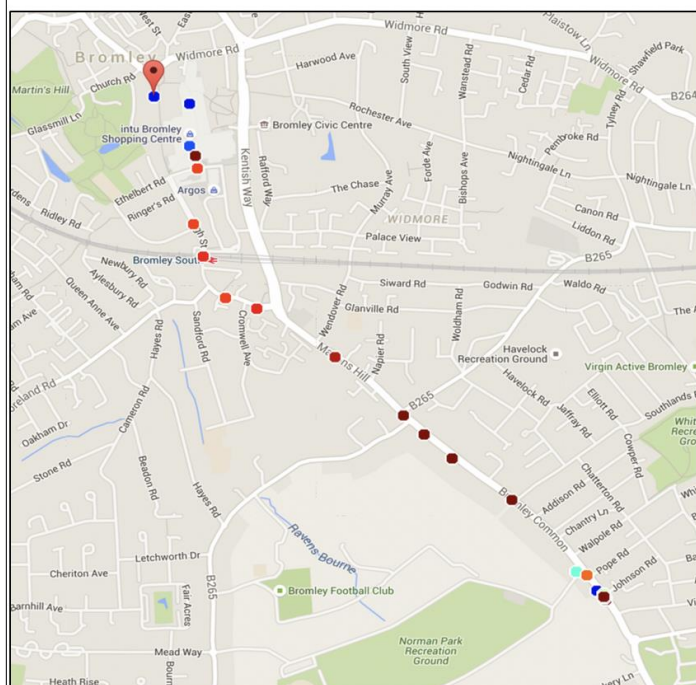 West St
Plaistow Ln
Widmore Rd
Bromley
Widmore Rd
South View
Wanstead Rd
Cedar Rd
Widmore Rd
Shawfield Park
Harwood Ave
Church Rd
Martin's Hill
Tylney Rd
B264
Rochester Ave
Glassmill Ln
intu Bromley
Shopping Centre
Bromley Civic Centre
Pembroke Rd
Nightingale Ln
Nightingale Ln
Kentish Way
Rafford Way
Forde Ave
Bishops Ave
Ethelbert Rd
Argos
The Chase
Murray Ave
Ringer's Rd
Canon Rd
Ridley Rd
WIDMORE
Liddon Rd
Palace View
B265
Newbury Rd
Bromley South
Aylesbury Rd
Queen Anne Ave
Siward Rd
Godwin Rd
Waldo Rd
Wendover Rd
Glanville Rd
Woldham Rd
The A
Sandford Rd
Cromwell Ave
Hayes Rd
Napier Rd
Havelock
Recreation Ground
Virgin Active Bromley
Havelock Rd
Jaffray Rd
Elliott Rd
Southlands
B265
Cameron Rd
Oakham Dr
Cowper Rd
Stone Rd
Chatterton Rd
Beadon Rd
Hayes Rd
Addison Rd
Chantry Ln
Bromley Common
Walpole Rd
Pope Rd
Ravens Bourne
Johnson Rd
Letchworth Dr
Cheriton Ave
B265
Fair Acres
Bromley Football Club
Mead Way
Norman Park
Recreation
Ground
Heath Rise